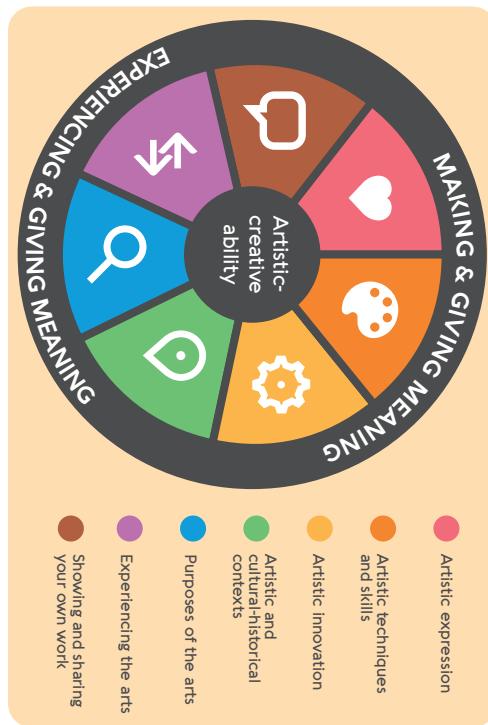 MAKING & GIVING MEANING
EXPERIENCING & GIVING MEANING
Artistic-
creative
ability
Artistic expression
Artistic techniques
and skills
Artistic innovation
Artistic and
cultural-historical
contexts
Purposes of the arts
Experiencing the arts
Showing and sharing
your own work